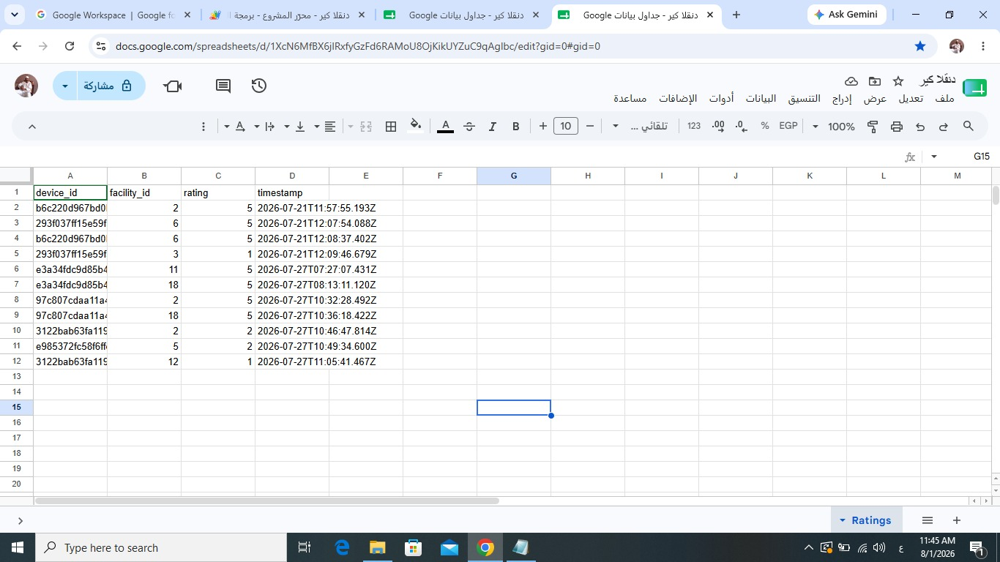 Google Workspace | Google fo
دنقلا كير - محرّر المشروع - برمجة
دنقلا كير - جداول بيانات Google
دنقلا كير - جداول بيانات Google
Ask Gemini
docs.google.com/spreadsheets/d/1XcN6MfBX6jlRxfyGzFd6RAMoU8OjKikUYZuC9qAglbc/edit?gid=0#gid=0
دنقلا كير
مشاركة
ملف تعديل عرض إدراج التنسيق البيانات أدوات الإضافات مساعدة
100% EGP % .0 .00 123 تلقائي ... 10 B I A
G15
fx
A B C D E F G H I J K L M
1 device_id facility_id rating timestamp
2 b6c220d967bd0 2 5 2026-07-21T11:57:55.193Z
3 293f037ff15e59f 6 5 2026-07-21T12:07:54.088Z
4 b6c220d967bd0 6 5 2026-07-21T12:08:37.402Z
5 293f037ff15e59f 3 1 2026-07-21T12:09:46.679Z
6 e3a34fdc9d85b4 11 5 2026-07-27T07:27:07.431Z
7 e3a34fdc9d85b4 18 5 2026-07-27T08:13:11.120Z
8 97c807cdaa11a4 2 5 2026-07-27T10:32:28.492Z
9 97c807cdaa11a4 18 5 2026-07-27T10:36:18.422Z
10 3122bab63fa119 2 2 2026-07-27T10:46:47.814Z
11 e985372fc58f6ff 5 2 2026-07-27T10:49:34.600Z
12 3122bab63fa119 12 1 2026-07-27T11:05:41.467Z
13
14
15
16
17
18
19
20
Ratings
Type here to search
ع
11:45 AM
8/1/2026
1